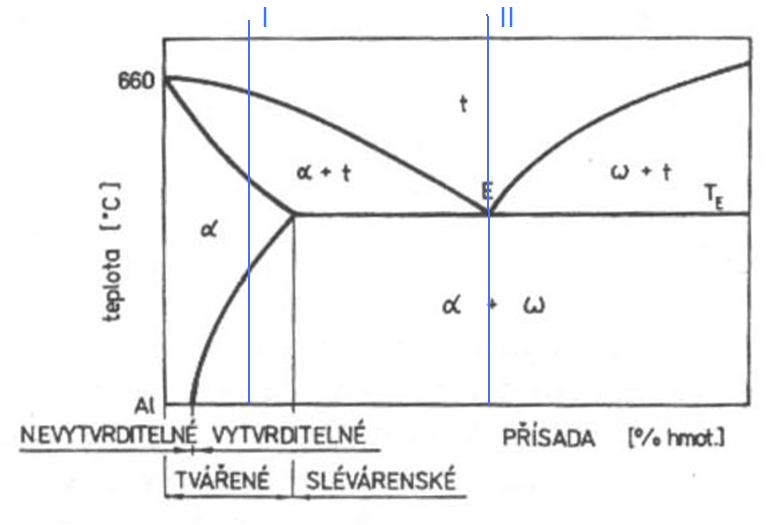 I
II
660
t
α + t
E
ω + t
T_E
α
teplota [°C]
α + ω
Al
NEVYTVRDITELNÉ VYTVRDITELNÉ
PŘÍSADA [% hmot.]
TVÁŘENÉ SLÉVÁRENSKÉ